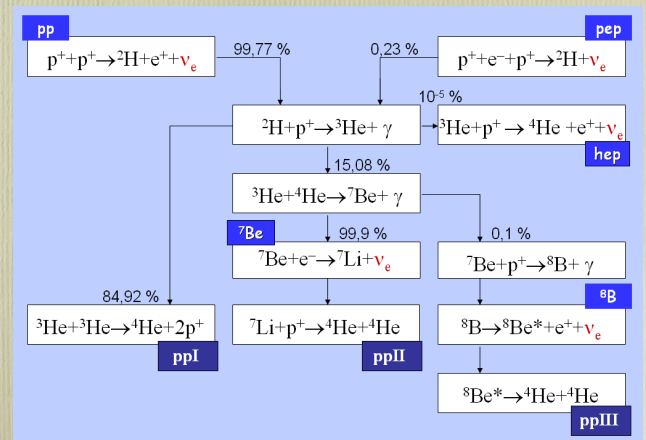 pp
pep
99,77 %
0,23 %
p⁺+p⁺→²H+e⁺+νₑ
p⁺+e⁻+p⁺→²H+νₑ
10⁻⁵ %
²H+p⁺→³He+ γ
³He+p⁺→ ⁴He +e⁺+νₑ
hep
15,08 %
³He+⁴He→⁷Be+ γ
⁷Be
99,9 %
0,1 %
⁷Be+e⁻→⁷Li+νₑ
⁷Be+p⁺→⁸B+ γ
84,92 %
⁸B
³He+³He→⁴He+2p⁺
⁷Li+p⁺→⁴He+⁴He
⁸B→⁸Be*+e⁺+νₑ
ppI
ppII
⁸Be*→⁴He+⁴He
ppIII